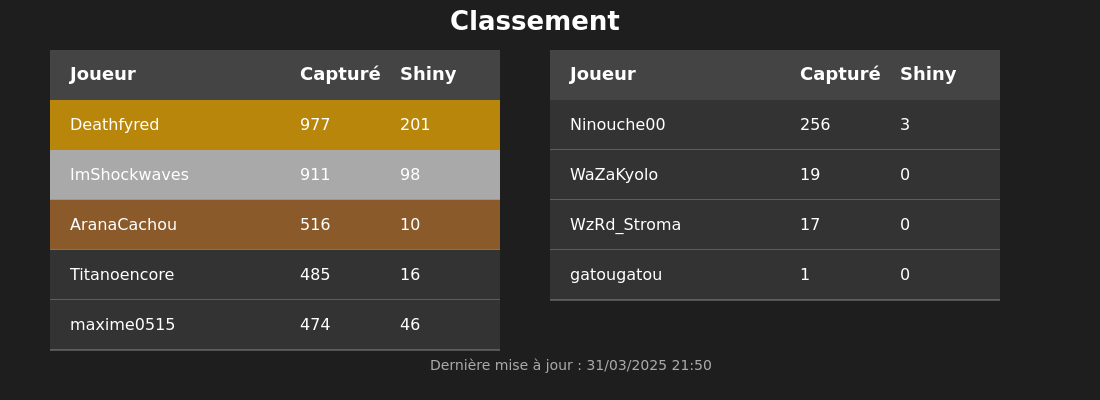 Classement
Joueur Capturé Shiny
Deathfyred 977 201
ImShockwaves 911 98
AranaCachou 516 10
Titanoencore 485 16
maxime0515 474 46
Joueur Capturé Shiny
Ninouche00 256 3
WaZaKyolo 19 0
WzRd_Stroma 17 0
gatougatou 1 0
Dernière mise à jour : 31/03/2025 21:50